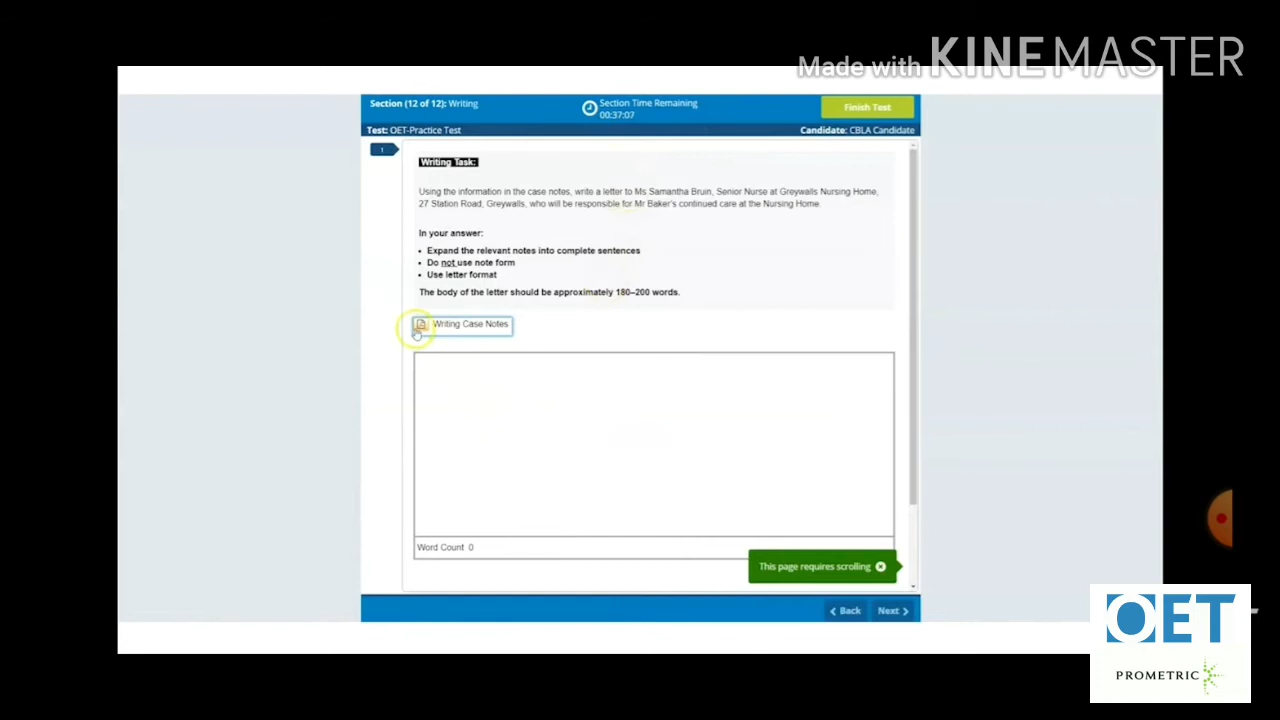 Made with KINEMASTER
Section (12 of 12): Writing
Section Time Remaining
00:37:07
Finish Test
Test: OET-Practice Test
Candidate: CBLA Candidate
1
Writing Task:
Using the information in the case notes, write a letter to Ms Samantha Bruin, Senior Nurse at Greywalls Nursing Home,
27 Station Road, Greywalls, who will be responsible for Mr Baker's continued care at the Nursing Home.
In your answer:
• Expand the relevant notes into complete sentences
• Do not use note form
• Use letter format
The body of the letter should be approximately 180–200 words.
Writing Case Notes
Word Count 0
This page requires scrolling
Back Next
OET
PROMETRIC